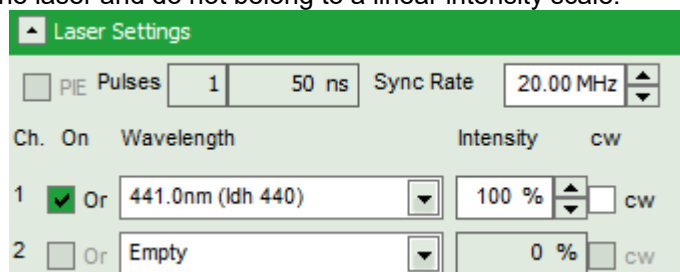 he laser and do not belong to a linear intensity scale.
Laser Settings
PIE Pulses 1 50 ns Sync Rate 20.00 MHz
Ch. On Wavelength Intensity cw
1 Or 441.0nm (ldh 440) 100 % cw
2 Or Empty 0 % cw